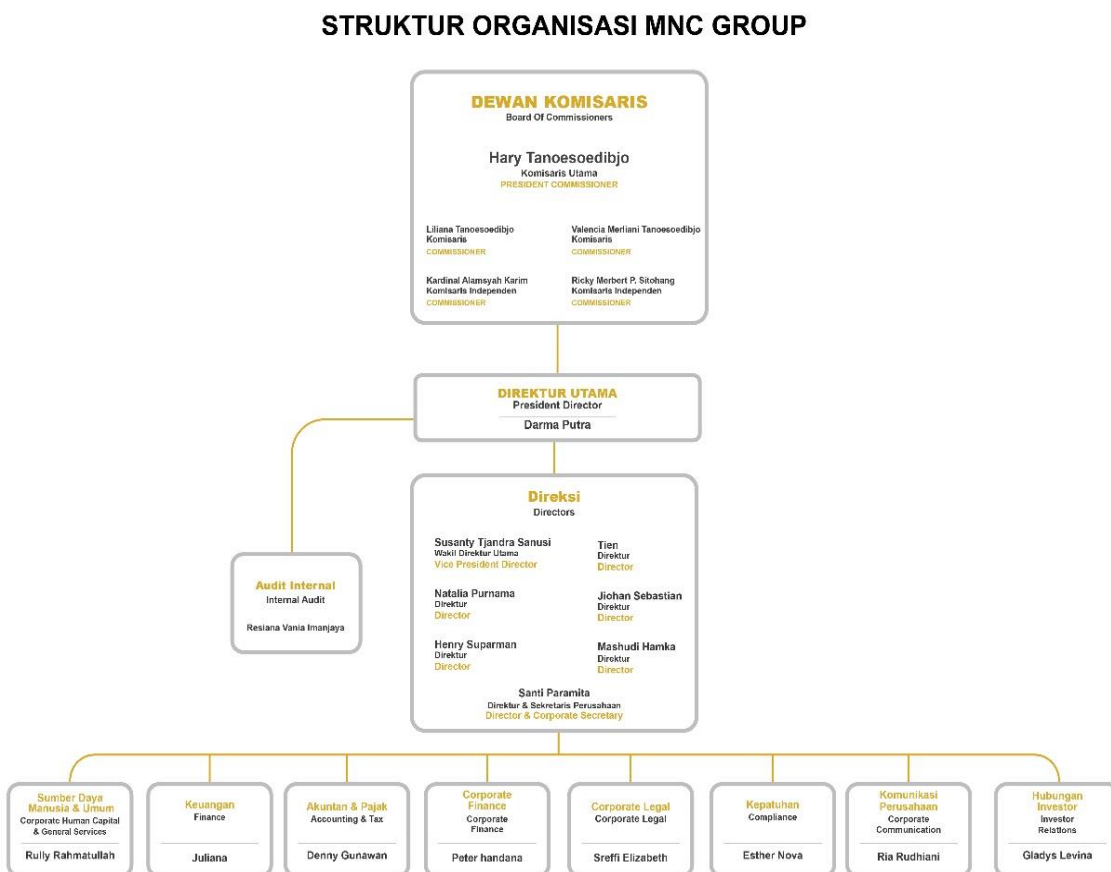 STRUKTUR ORGANISASI MNC GROUP
DEWAN KOMISARIS
Board Of Commissioners
Hary Tanoesoedibjo
Komisaris Utama
PRESIDENT COMMISSIONER
Liliana Tanoesoedibjo
Komisaris
COMMISSIONER
Valencia Merliani Tanoesoedibjo
Komisaris
COMMISSIONER
Kardinal Alamsyah Karim
Komisaris Independen
COMMISSIONER
Ricky Merbert P. Sitohang
Komisaris Independen
COMMISSIONER
DIREKTUR UTAMA
President Director
Darma Putra
Audit Internal
Internal Audit
Resiana Vania Imanjaya
Direksi
Directors
Susanty Tjandra Sanusi
Wakil Direktur Utama
Vice President Director
Tien
Direktur
Director
Natalia Purnama
Direktur
Director
Jiohan Sebastian
Direktur
Director
Henry Suparman
Direktur
Director
Mashudi Hamka
Direktur
Director
Santi Paramita
Direktur & Sekretaris Perusahaan
Director & Corporate Secretary
Sumber Daya
Manusia & Umum
Corporate Human Capital
& General Services
Rully Rahmatullah
Keuangan
Finance
Juliana
Akuntan & Pajak
Accounting & Tax
Denny Gunawan
Corporate
Finance
Corporate
Finance
Peter handana
Corporate Legal
Corporate Legal
Sreffi Elizabeth
Kepatuhan
Compliance
Esther Nova
Komunikasi
Perusahaan
Corporate
Communication
Ria Rudhiani
Hubungan
Investor
Investor
Relations
Gladys Levina